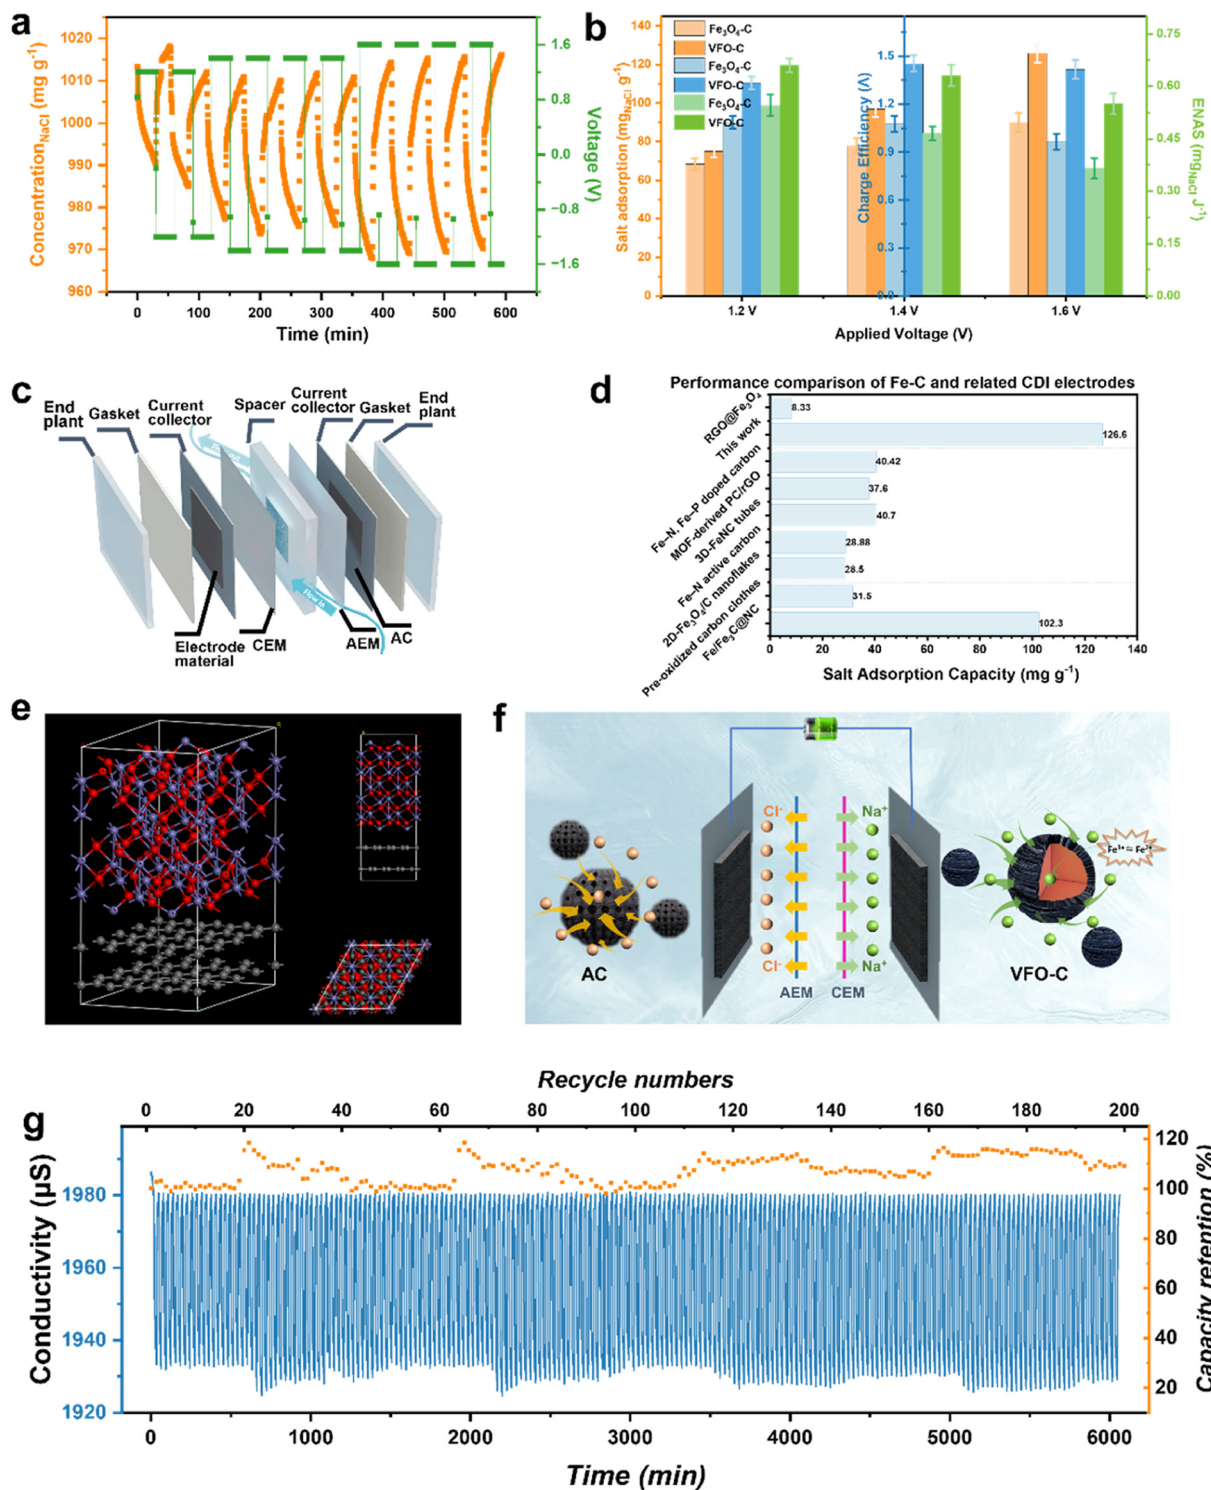 a
Concentration_NaCl (mg g⁻¹)
1020
1010
1000
990
980
970
960
1.6
0.8
0.0
−0.8
−1.6
Voltage (V)
0
100
200
300
400
500
600
Time (min)
b
Salt adsorption (mg_NaCl g⁻¹)
140
120
100
80
60
40
20
0
Fe₃O₄-C
VFO-C
Fe₃O₄-C
VFO-C
Fe₃O₄-C
VFO-C
Charge Efficiency (Λ)
1.5
1.2
0.9
0.6
0.3
0.0
0.75
0.60
0.45
0.30
0.15
0.00
ENAS (mg_NaCl J⁻¹)
1.2 V
1.4 V
1.6 V
Applied Voltage (V)
c
End plant
Gasket
Current collector
Spacer
Current collector
Gasket
End plant
Flow out
Flow in
Electrode material
CEM
AEM
AC
d
Performance comparison of Fe-C and related CDI electrodes
RGO@Fe₃O₄
This work
Fe–N, Fe–P doped carbon
MOF-derived PC/rGO
3D-FeNC tubes
Fe–N active carbon
2D-Fe₃O₄/C nanoflakes
Pre-oxidized carbon clothes
Fe/Fe₃C@NC
8.33
126.6
40.42
37.6
40.7
28.88
28.5
31.5
102.3
0
20
40
60
80
100
120
140
Salt Adsorption Capacity (mg g⁻¹)
e
f
Cl⁻
Na⁺
Cl⁻
Na⁺
AEM
CEM
AC
VFO-C
g
Recycle numbers
0
20
40
60
80
100
120
140
160
180
200
Conductivity (µS)
1980
1960
1940
1920
120
100
80
60
40
20
Capacity retention (%)
0
1000
2000
3000
4000
5000
6000
Time (min)